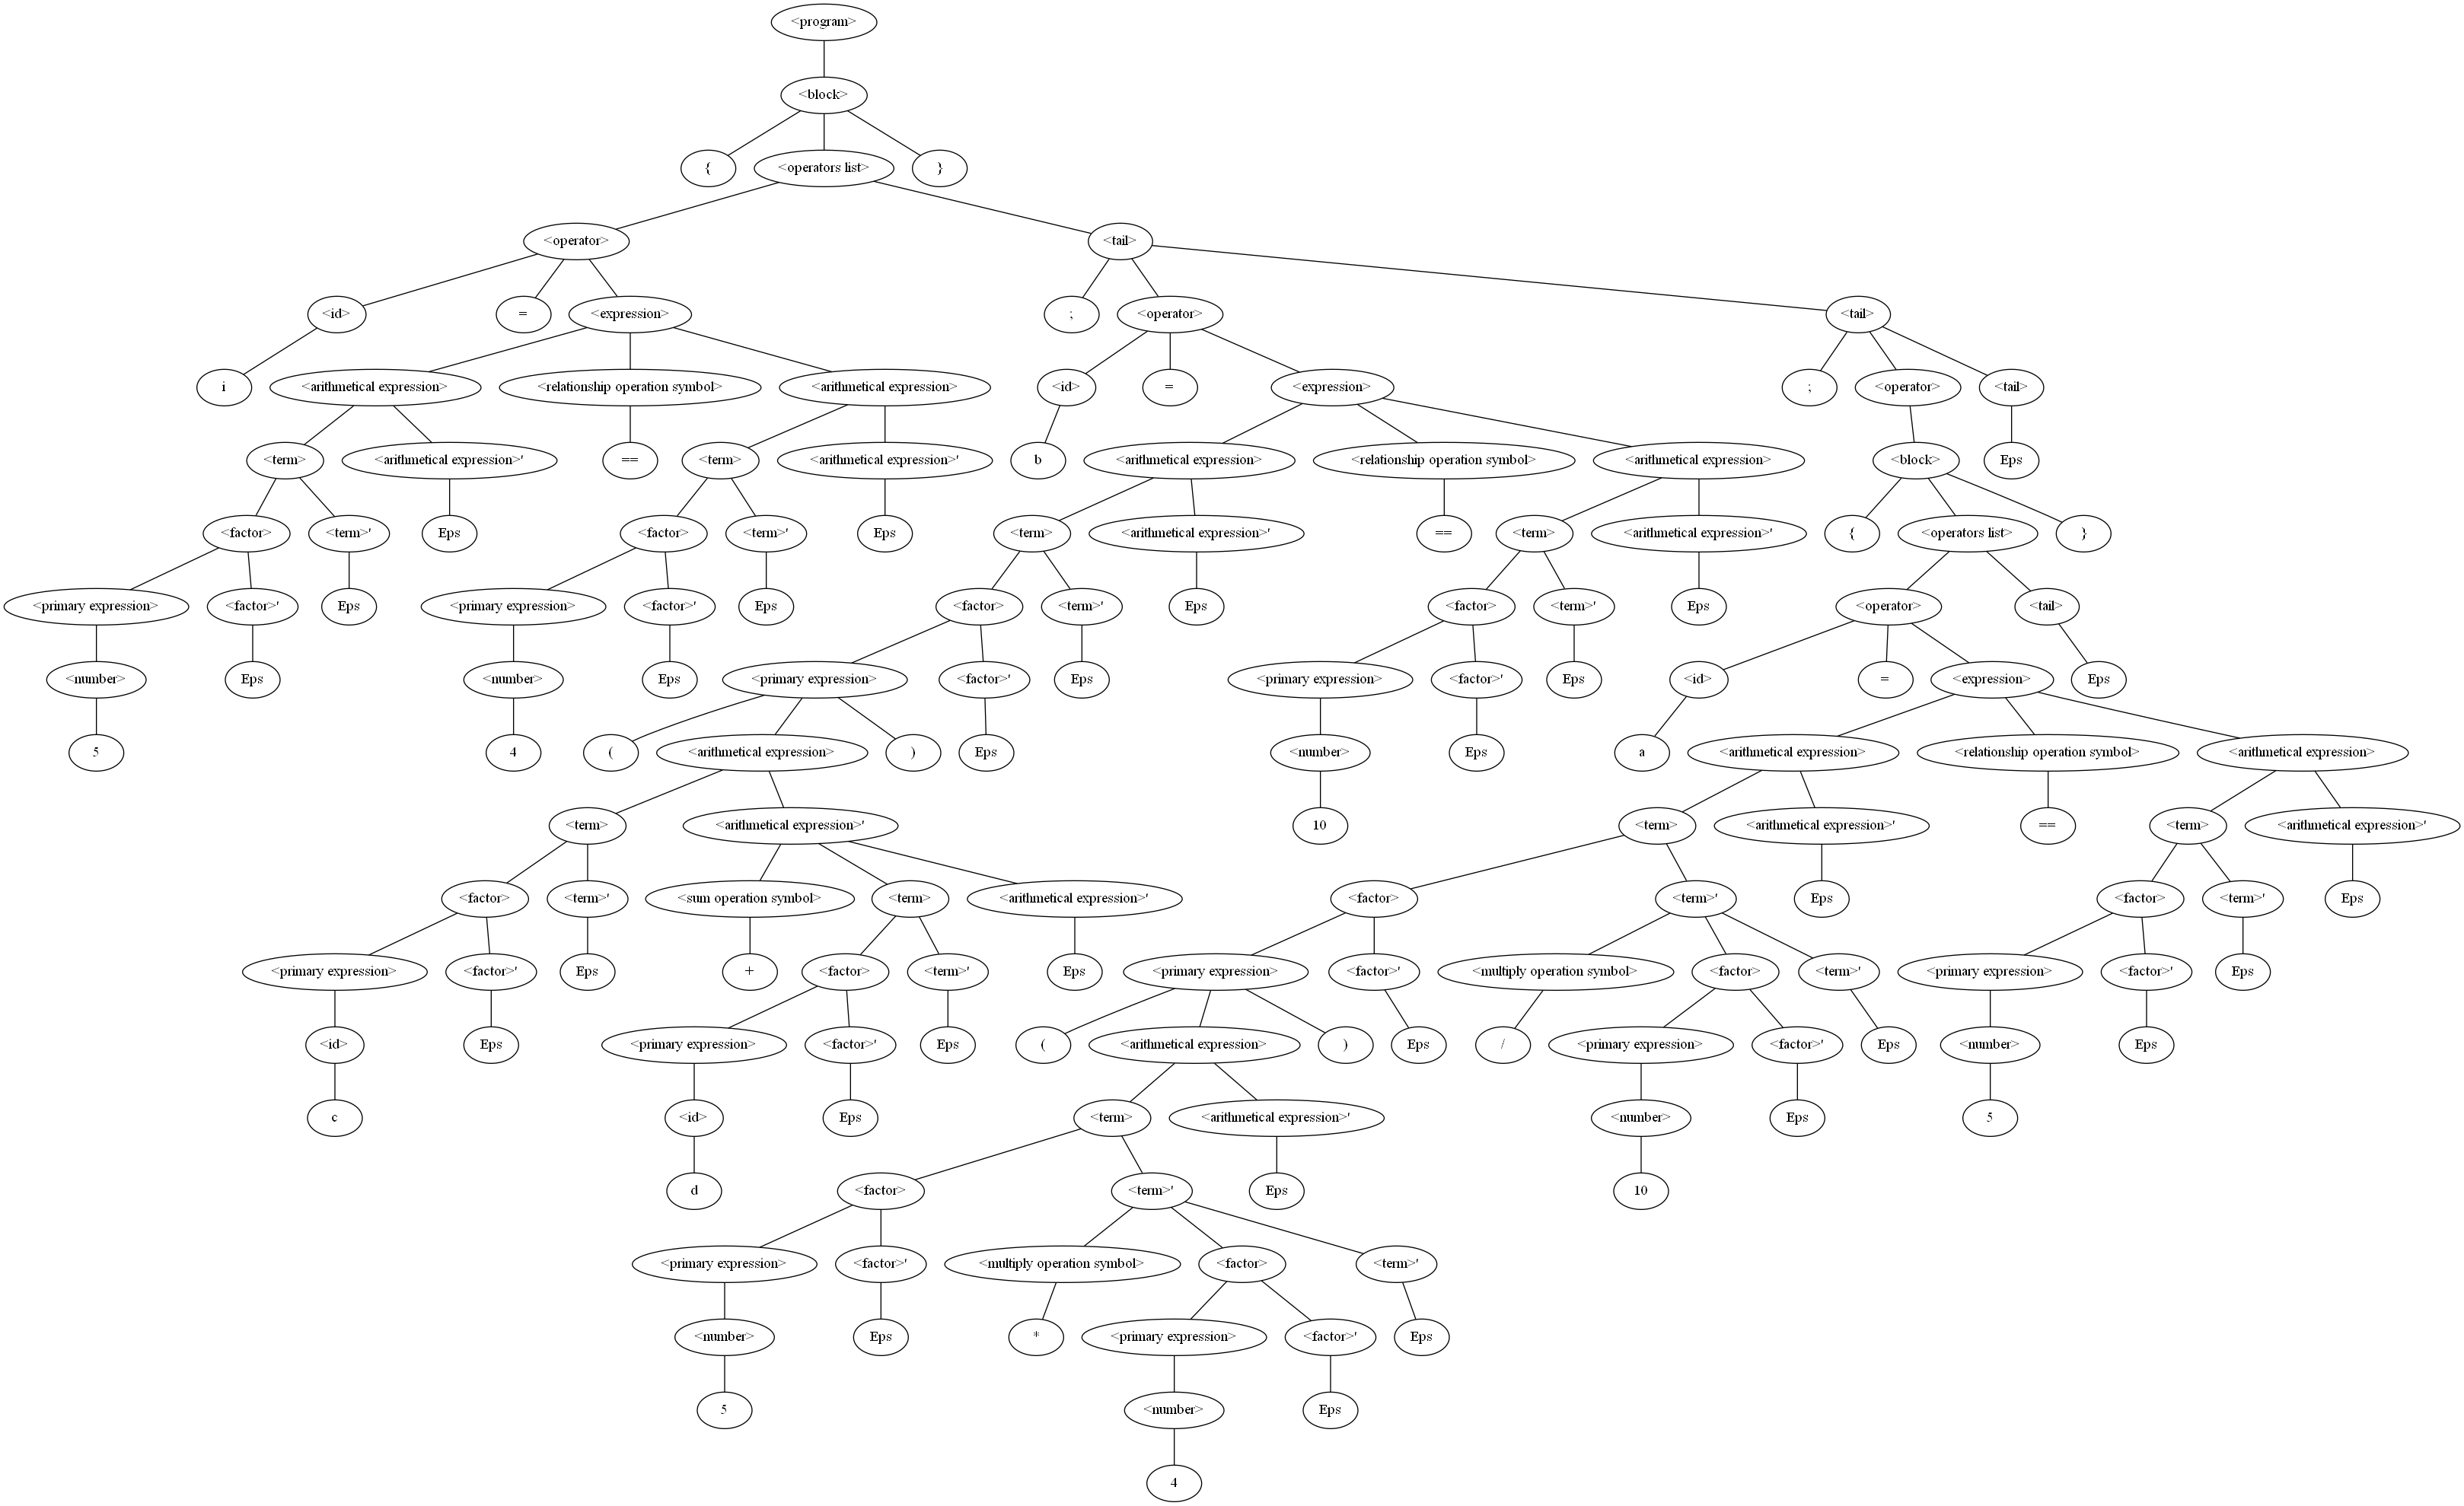 <program>
<block>
{ <operators list> }
<operator> <tail>
<id> = <expression> ; <operator> <tail>
i <arithmetical expression> <relationship operation symbol> <arithmetical expression> <id> = <expression> ; <operator> <tail>
<term> <arithmetical expression>' == <term> <arithmetical expression>' b <arithmetical expression> <relationship operation symbol> <arithmetical expression> <block> Eps
<factor> <term>' Eps <factor> <term>' Eps <term> <arithmetical expression>' == <term> <arithmetical expression>' { <operators list> }
<primary expression> <factor>' Eps <primary expression> <factor>' Eps <factor> <term>' Eps <factor> <term>' Eps <operator> <tail>
<number> Eps <number> Eps <primary expression> <factor>' Eps <primary expression> <factor>' Eps <id> = <expression> Eps
5 4 ( <arithmetical expression> ) Eps <number> Eps a <arithmetical expression> <relationship operation symbol> <arithmetical expression>
<term> <arithmetical expression>' 10 <term> <arithmetical expression>' == <term> <arithmetical expression>'
<factor> <term>' <sum operation symbol> <term> <arithmetical expression>' <factor> <term>' Eps <factor> <term>' Eps
<primary expression> <factor>' Eps + <factor> <term>' Eps <primary expression> <factor>' <multiply operation symbol> <factor> <term>' <primary expression> <factor>' Eps
<id> Eps <primary expression> <factor>' Eps ( <arithmetical expression> ) Eps / <primary expression> <factor>' Eps <number> Eps
c <id> Eps <term> <arithmetical expression>' <number> Eps 5
d <factor> <term>' Eps 10
<primary expression> <factor>' <multiply operation symbol> <factor> <term>'
<number> Eps * <primary expression> <factor>' Eps
5 <number> Eps
4